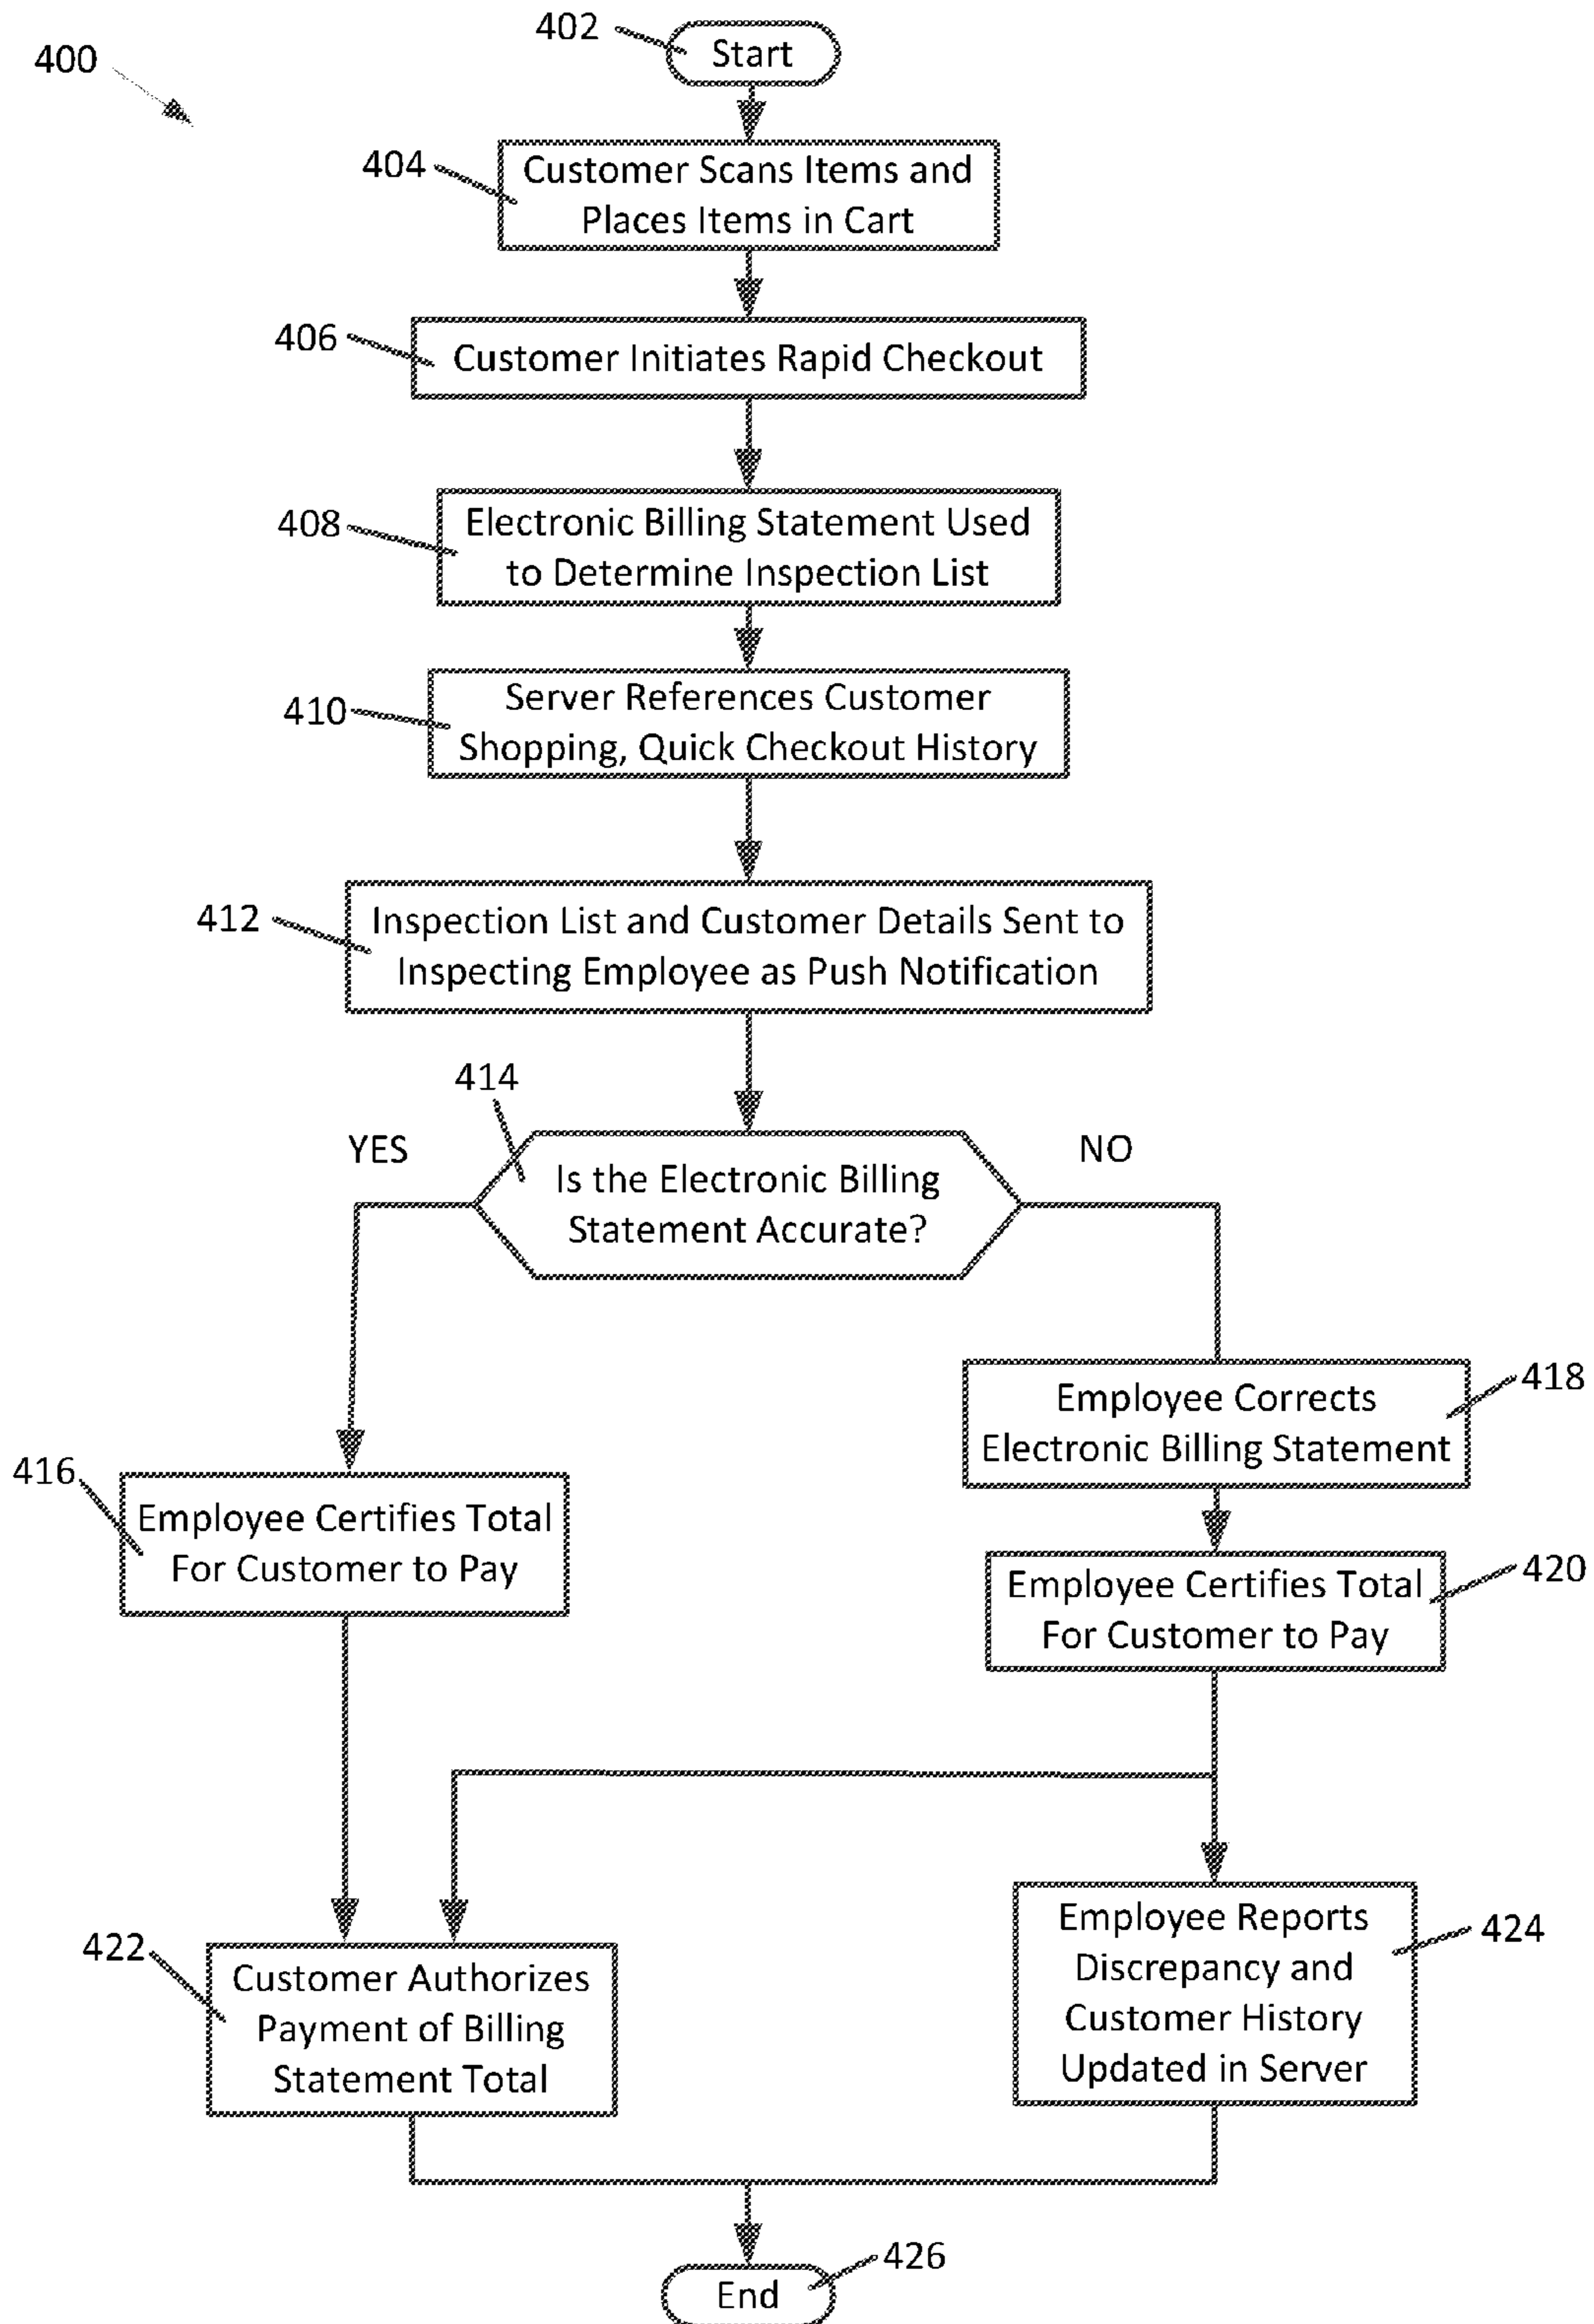 402
Start
400
404
Customer Scans Items and
Places Items in Cart
406
Customer Initiates Rapid Checkout
408
Electronic Billing Statement Used
to Determine Inspection List
410
Server References Customer
Shopping, Quick Checkout History
412
Inspection List and Customer Details Sent to
Inspecting Employee as Push Notification
414
YES
NO
Is the Electronic Billing
Statement Accurate?
418
Employee Corrects
Electronic Billing Statement
416
Employee Certifies Total
For Customer to Pay
420
Employee Certifies Total
For Customer to Pay
422
Customer Authorizes
Payment of Billing
Statement Total
424
Employee Reports
Discrepancy and
Customer History
Updated in Server
426
End